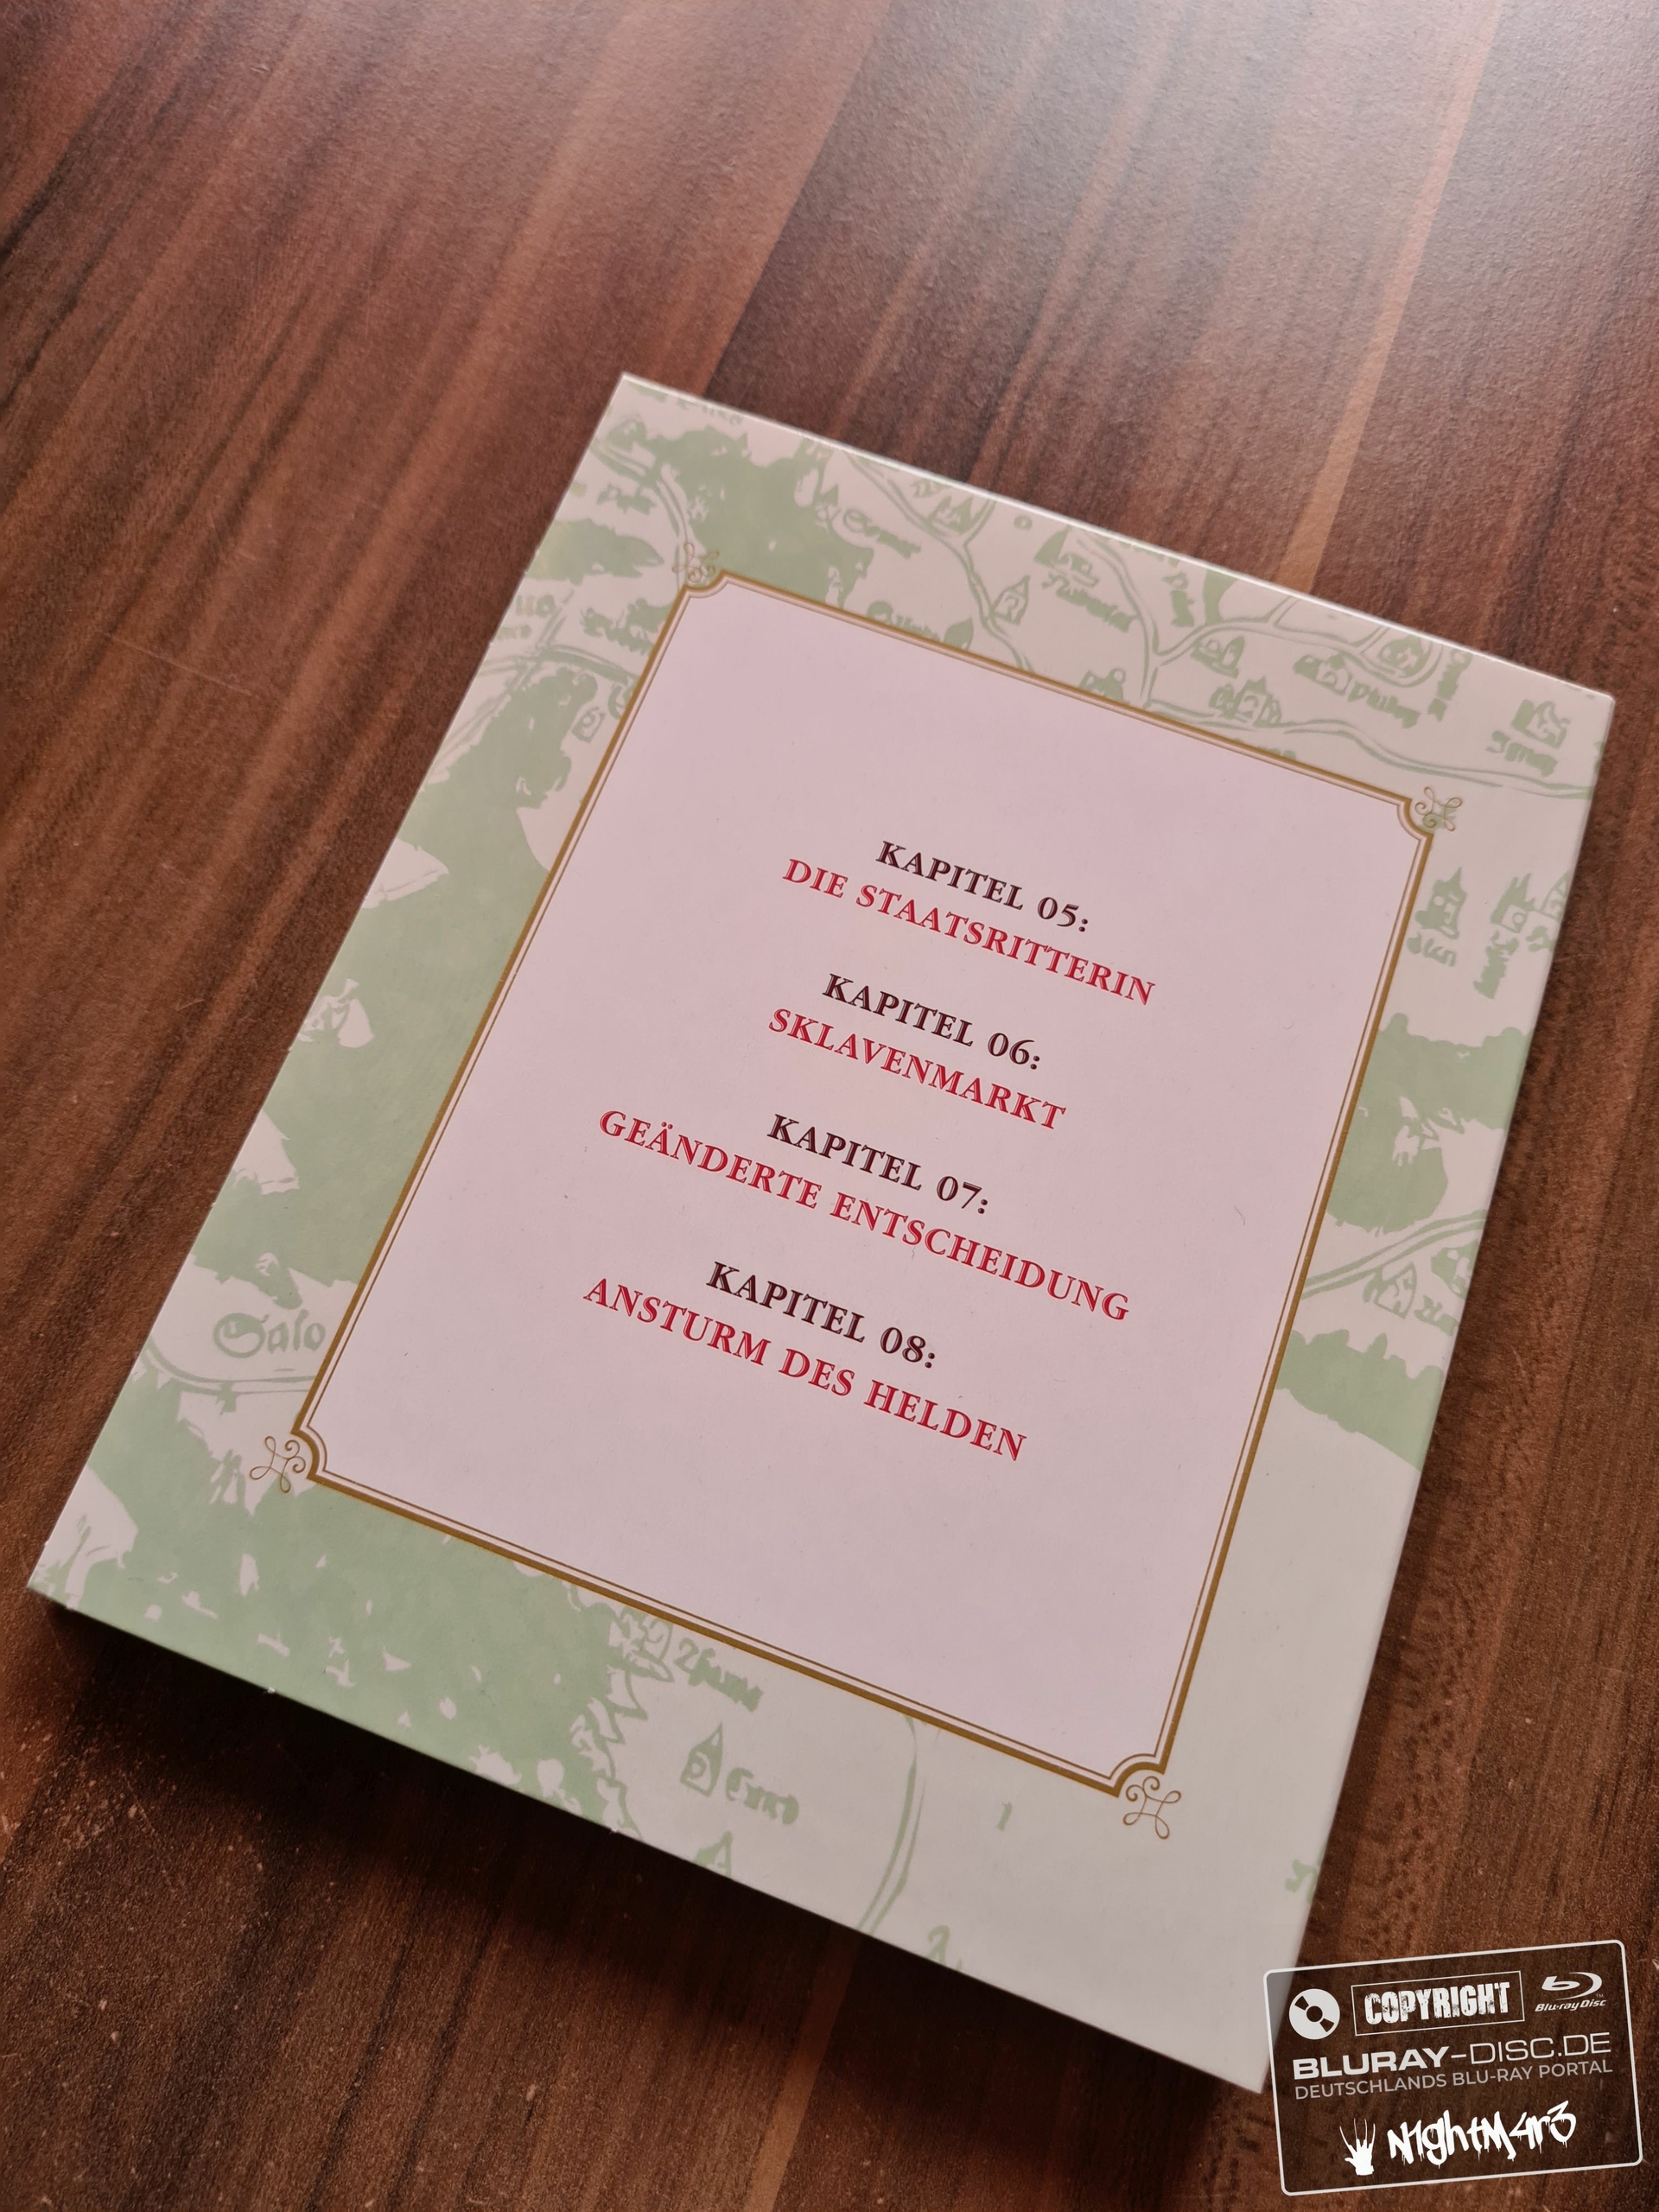 KAPITEL 05:
DIE STAATSRITTERIN
KAPITEL 06:
SKLAVENMARKT
KAPITEL 07:
GEÄNDERTE ENTSCHEIDUNG
KAPITEL 08:
ANSTURM DES HELDEN
Salo
COPYRIGHT
Blu-ray Disc
BLURAY-DISC.DE
DEUTSCHLANDS BLU-RAY PORTAL
N1ghtM4r3